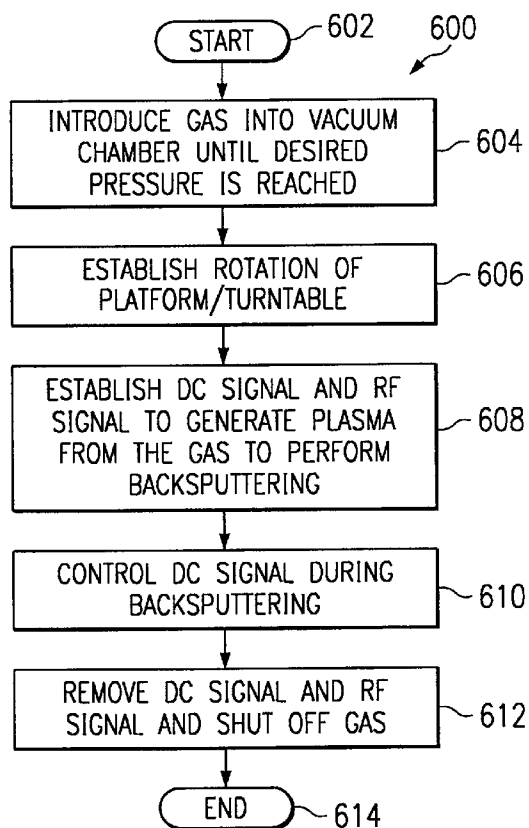 START
602
600
INTRODUCE GAS INTO VACUUM
CHAMBER UNTIL DESIRED
PRESSURE IS REACHED
604
ESTABLISH ROTATION OF
PLATFORM/TURNTABLE
606
ESTABLISH DC SIGNAL AND RF
SIGNAL TO GENERATE PLASMA
FROM THE GAS TO PERFORM
BACKSPUTTERING
608
CONTROL DC SIGNAL DURING
BACKSPUTTERING
610
REMOVE DC SIGNAL AND RF
SIGNAL AND SHUT OFF GAS
612
END
614